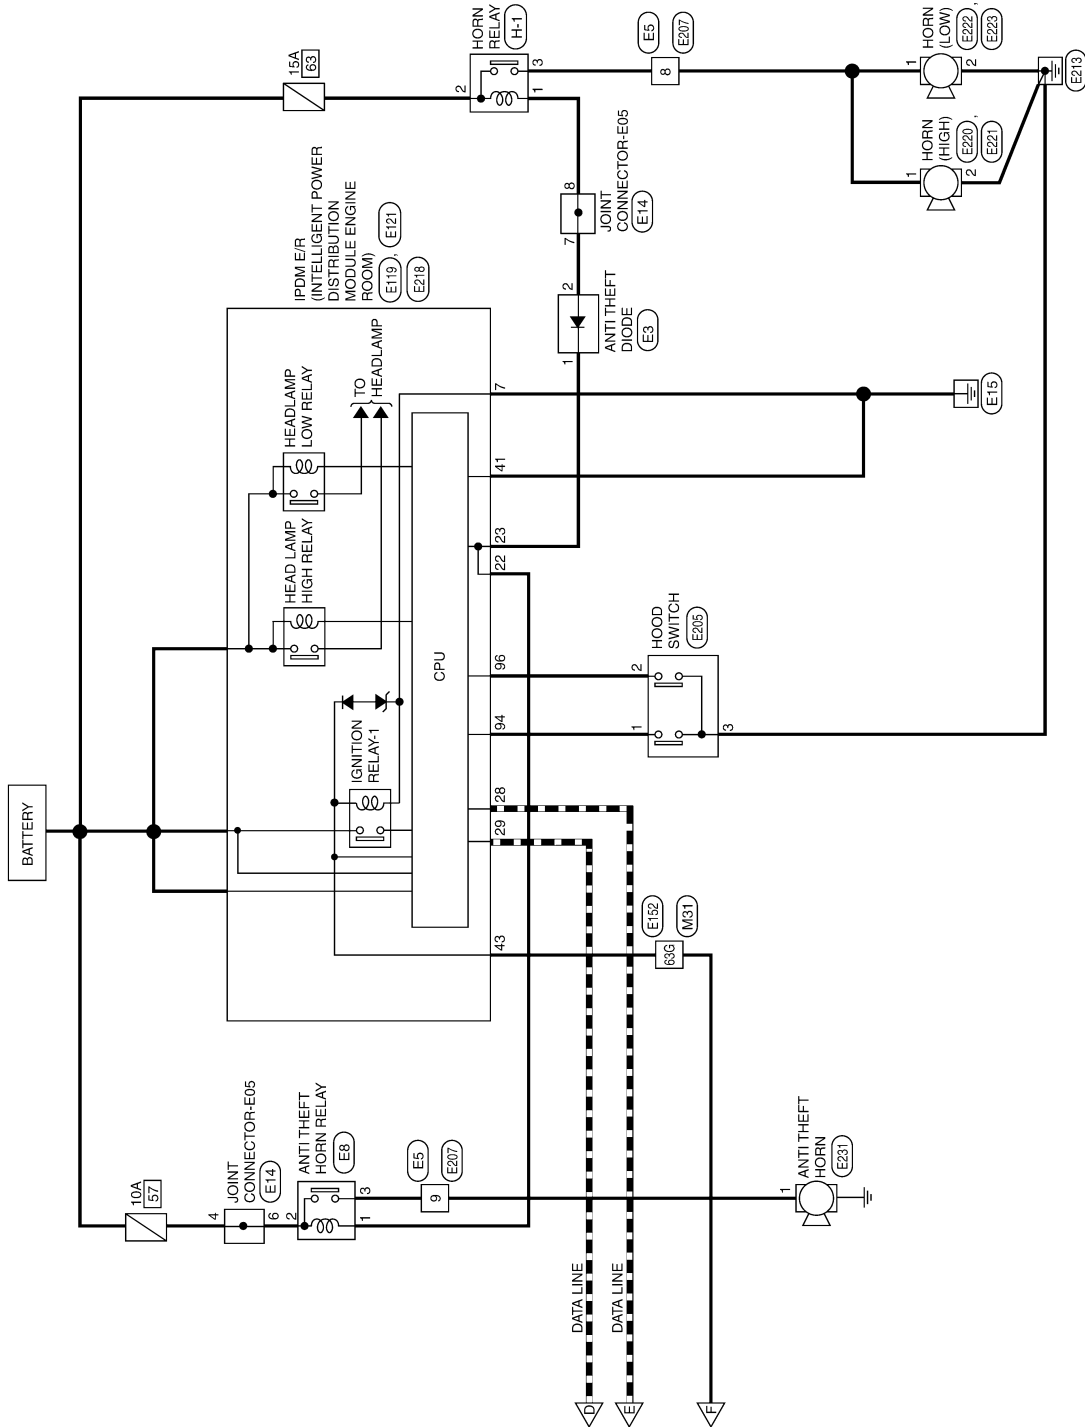 BATTERY
10A
57
15A
63
JOINT
CONNECTOR-E05
E14
4
6
ANTI THEFT
HORN RELAY
E8
2
1
3
E5
E207
9
ANTI THEFT
HORN
E231
1
IPDM E/R
(INTELLIGENT POWER
DISTRIBUTION
MODULE ENGINE
ROOM)
E119 , E121
E218
IGNITION
RELAY-1
HEAD LAMP
HIGH RELAY
HEADLAMP
LOW RELAY
TO
HEADLAMP
CPU
43
29
28
94
96
22
23
41
7
HORN
RELAY
H-1
2
1
3
JOINT
CONNECTOR-E05
E14
8
7
ANTI THEFT
DIODE
E3
2
1
E5
E207
8
HORN
(LOW)
E222 ,
E223
1
2
HORN
(HIGH)
E220 ,
E221
1
2
E213
E15
HOOD
SWITCH
E205
1
2
3
E152
M31
63G
DATA LINE
DATA LINE
D
E
F